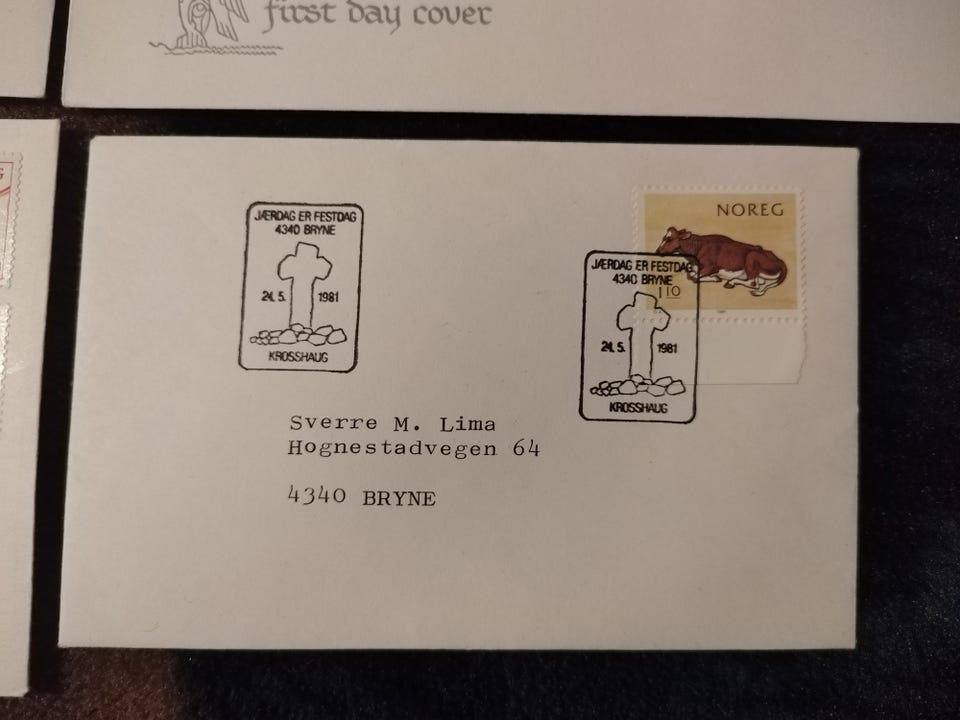 first day cover
JÆRDAG ER FESTDAG
4340 BRYNE
24. 5. 1981
KROSSHAUG
NOREG
110
JÆRDAG ER FESTDAG
4340 BRYNE
24. 5. 1981
KROSSHAUG
Sverre M. Lima
Hognestadvegen 64
4340 BRYNE